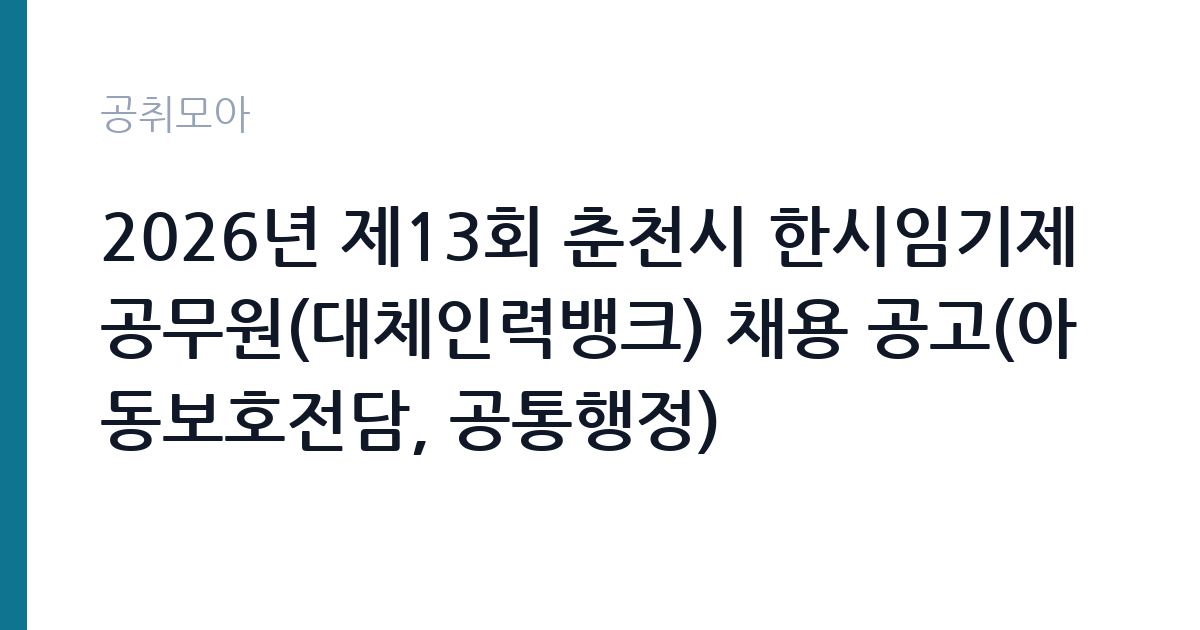 공취모아
2026년 제13회 춘천시 한시임기제
공무원(대체인력뱅크) 채용 공고(아
동보호전담, 공통행정)